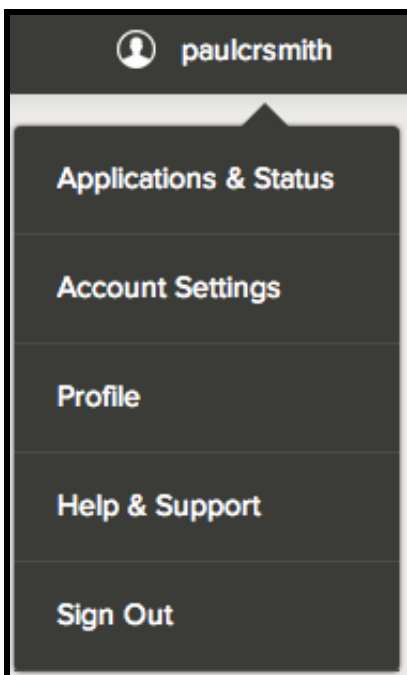 paulcrsmith
Applications & Status
Account Settings
Profile
Help & Support
Sign Out